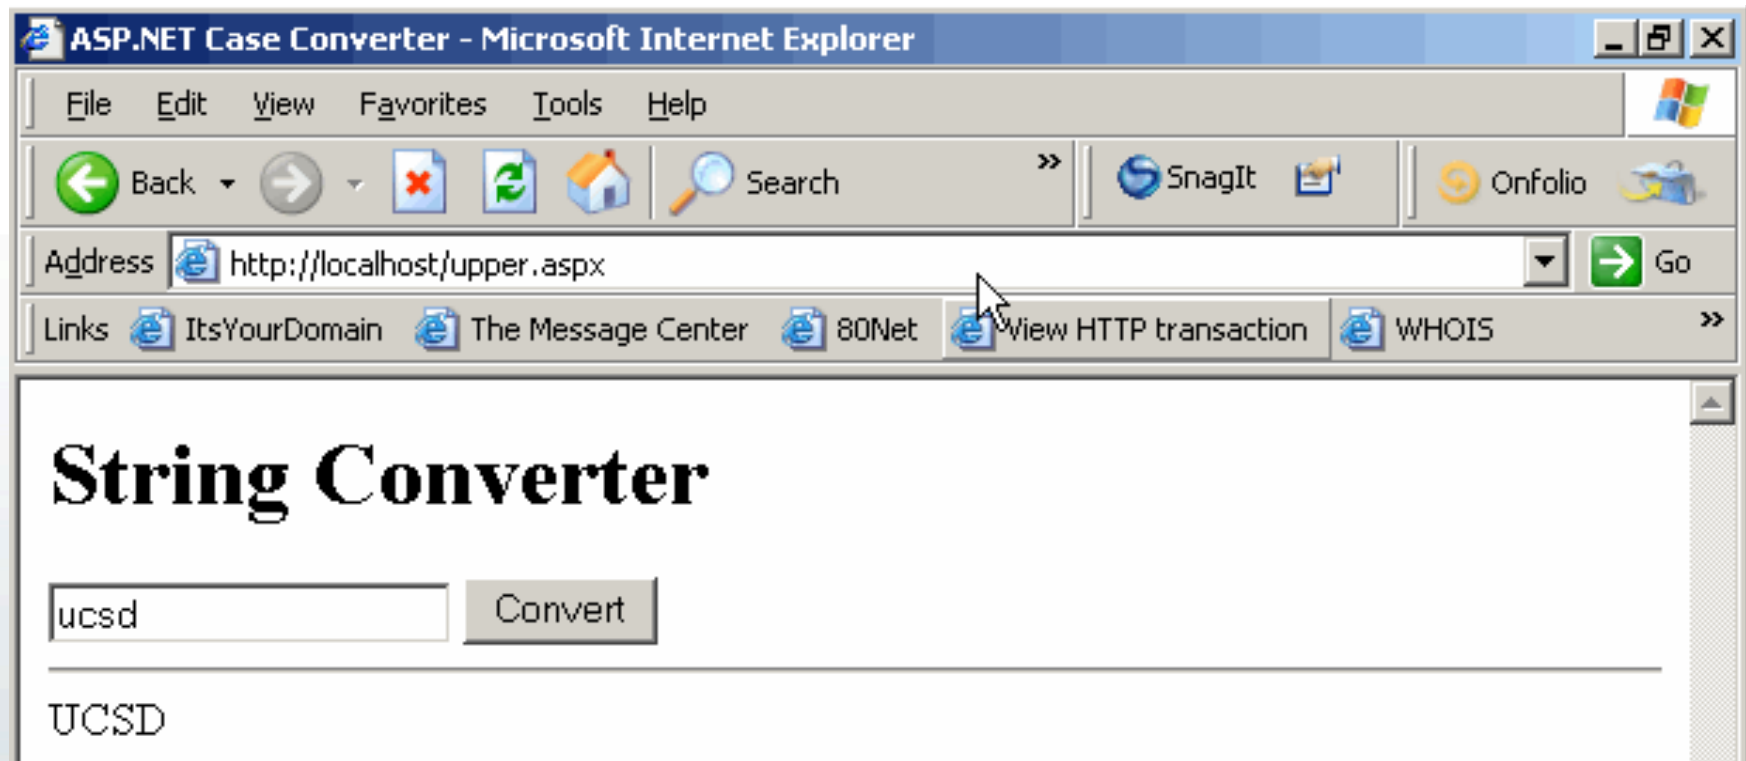 ASP.NET Case Converter - Microsoft Internet Explorer
File Edit View Favorites Tools Help
Back Search » SnagIt Onfolio
Address http://localhost/upper.aspx Go
Links ItsYourDomain The Message Center 80Net View HTTP transaction WHOIS »
String Converter
ucsd Convert
UCSD